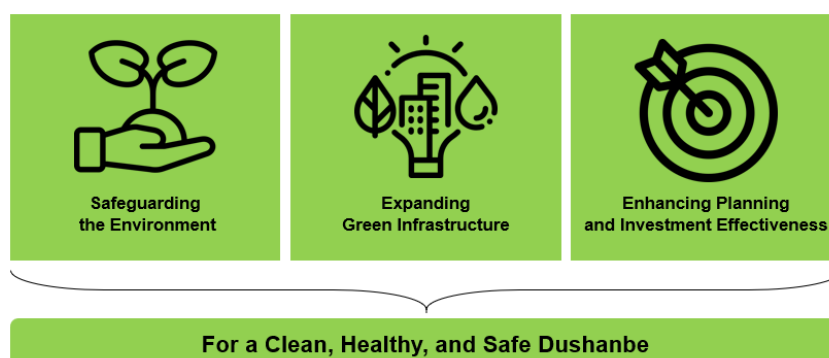 Safeguarding
the Environment
Expanding
Green Infrastructure
Enhancing Planning
and Investment Effectiveness
For a Clean, Healthy, and Safe Dushanbe